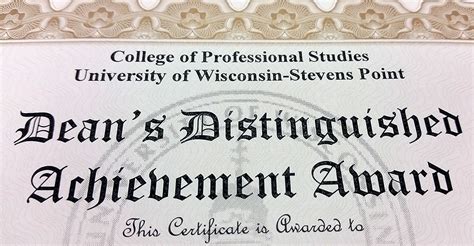 College of Professional Studies
University of Wisconsin-Stevens Point
Dean's Distinguished
Achievement Award
This Certificate is Awarded to